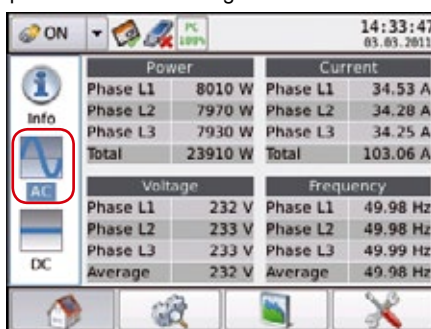 ON PC 100% 14:33:47
03.03.2011
Info
AC
DC
Power Current
Phase L1 8010 W Phase L1 34.53 A
Phase L2 7970 W Phase L2 34.28 A
Phase L3 7930 W Phase L3 34.25 A
Total 23910 W Total 103.06 A
Voltage Frequency
Phase L1 232 V Phase L1 49.98 Hz
Phase L2 233 V Phase L2 49.98 Hz
Phase L3 233 V Phase L3 49.99 Hz
Average 232 V Average 49.98 Hz